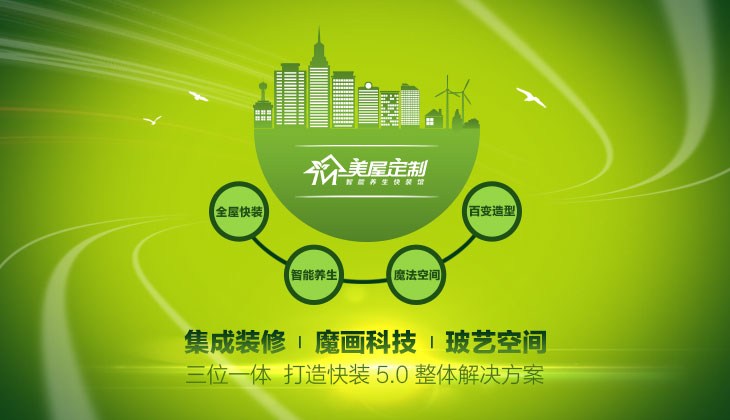 美屋定制
智能养生快装馆
全屋快装
百变造型
智能养生
魔法空间
集成装修 | 魔画科技 | 玻艺空间
三位一体 打造快装 5.0 整体解决方案